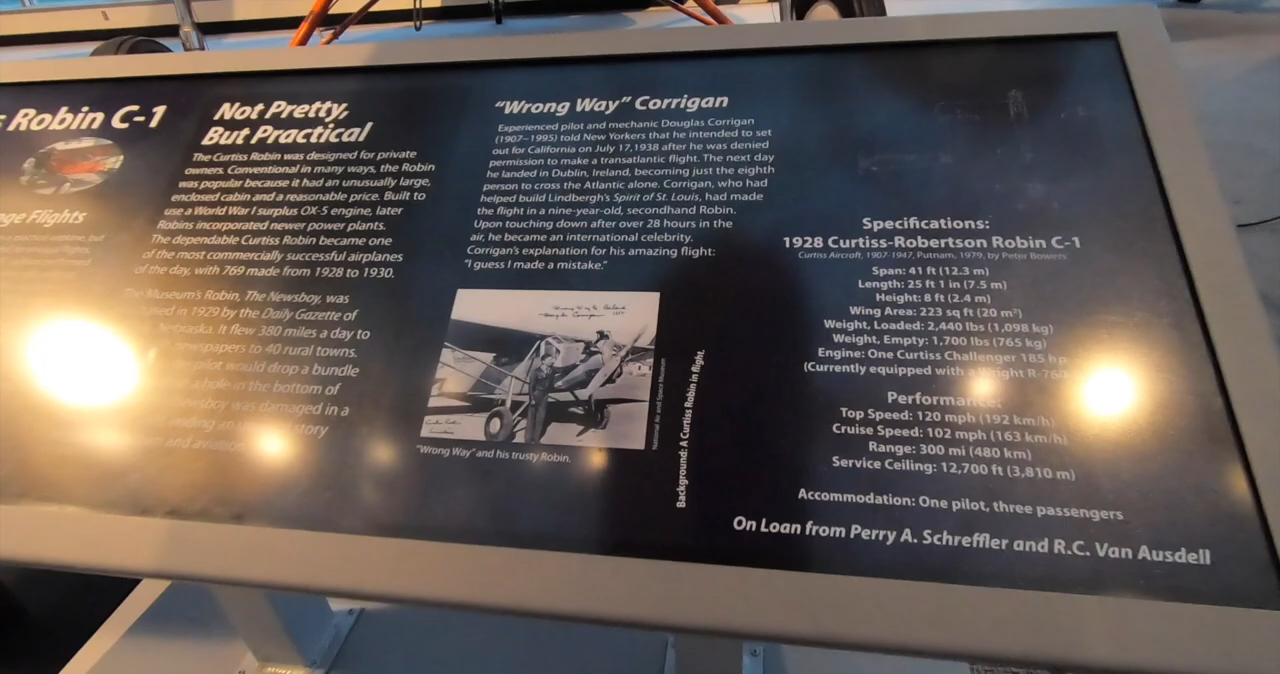 Robin C-1
ge Flights
Not Pretty,
But Practical
The Curtiss Robin was designed for private
owners. Conventional in many ways, the Robin
was popular because it had an unusually large,
enclosed cabin and a reasonable price. Built to
use a World War I surplus OX-5 engine, later
Robins incorporated newer power plants.
The dependable Curtiss Robin became one
of the most commercially successful airplanes
of the day, with 769 made from 1928 to 1930.
The Museum's Robin, The Newsboy, was
in 1929 by the Daily Gazette of
Nebraska. It flew 380 miles a day to
newspapers to 40 rural towns.
pilot would drop a bundle
a hole in the bottom of
Newsboy was damaged in a
story
and
"Wrong Way" Corrigan
Experienced pilot and mechanic Douglas Corrigan
(1907–1995) told New Yorkers that he intended to set
out for California on July 17, 1938 after he was denied
permission to make a transatlantic flight. The next day
he landed in Dublin, Ireland, becoming just the eighth
person to cross the Atlantic alone. Corrigan, who had
helped build Lindbergh's Spirit of St. Louis, had made
the flight in a nine-year-old, secondhand Robin.
Upon touching down after over 28 hours in the
air, he became an international celebrity.
Corrigan's explanation for his amazing flight:
"I guess I made a mistake."
National Air and Space Museum
"Wrong Way" and his trusty Robin.
Background: A Curtiss Robin in flight.
Specifications:
1928 Curtiss-Robertson Robin C-1
Curtiss Aircraft, 1907-1947, Putnam, 1979, by Peter Bowers
Span: 41 ft (12.3 m)
Length: 25 ft 1 in (7.5 m)
Height: 8 ft (2.4 m)
Wing Area: 223 sq ft (20 m²)
Weight, Loaded: 2,440 lbs (1,098 kg)
Weight, Empty: 1,700 lbs (765 kg)
Engine: One Curtiss Challenger 185 hp
(Currently equipped with a Wright R-760
Performance:
Top Speed: 120 mph (192 km/h)
Cruise Speed: 102 mph (163 km/h)
Range: 300 mi (480 km)
Service Ceiling: 12,700 ft (3,810 m)
Accommodation: One pilot, three passengers
On Loan from Perry A. Schreffler and R.C. Van Ausdell